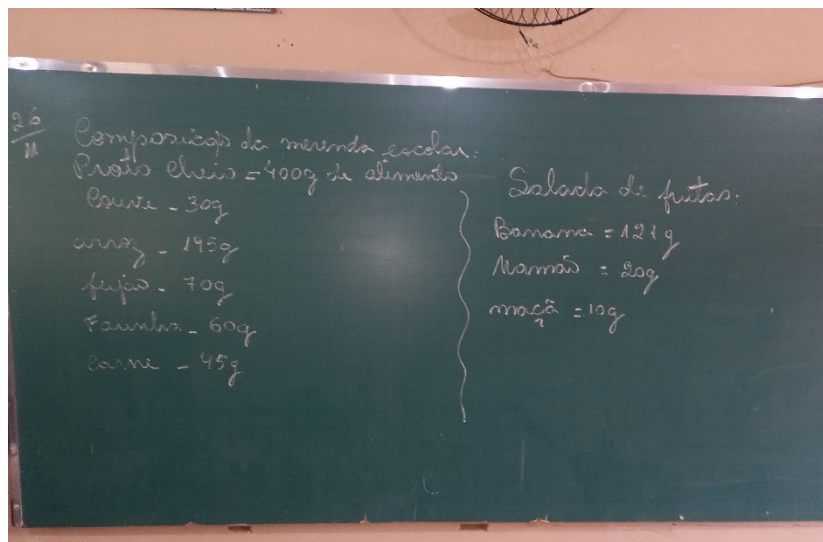 26/11
Composição da merenda escolar:
Prato Cheio = 400g de alimento
Couve - 30g
arroz - 195g
feijão - 70g
Farinha - 60g
Carne - 45g
Salada de frutas:
Banana = 121g
Mamão = 20g
maçã = 10g